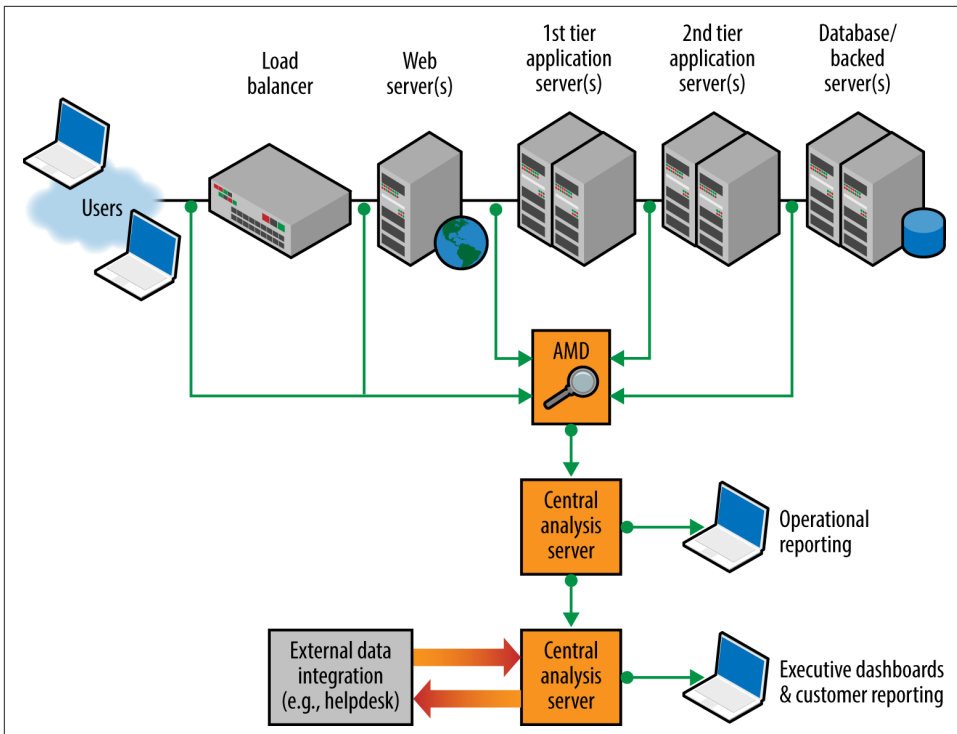 Load
balancer
Web
server(s)
1st tier
application
server(s)
2nd tier
application
server(s)
Database/
backed
server(s)
Users
AMD
Central
analysis
server
Operational
reporting
External data
integration
(e.g., helpdesk)
Central
analysis
server
Executive dashboards
& customer reporting